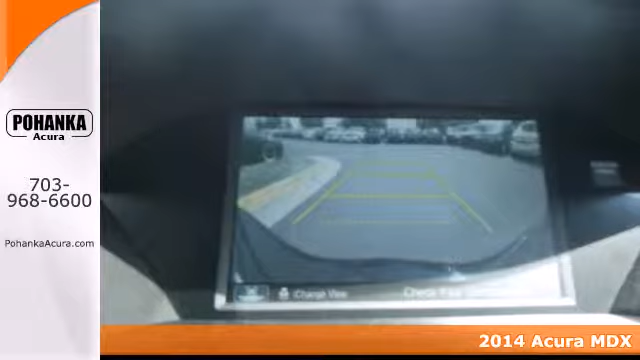 POHANKA
Acura
703-
968-6600
PohankaAcura.com
Change View
2014 Acura MDX